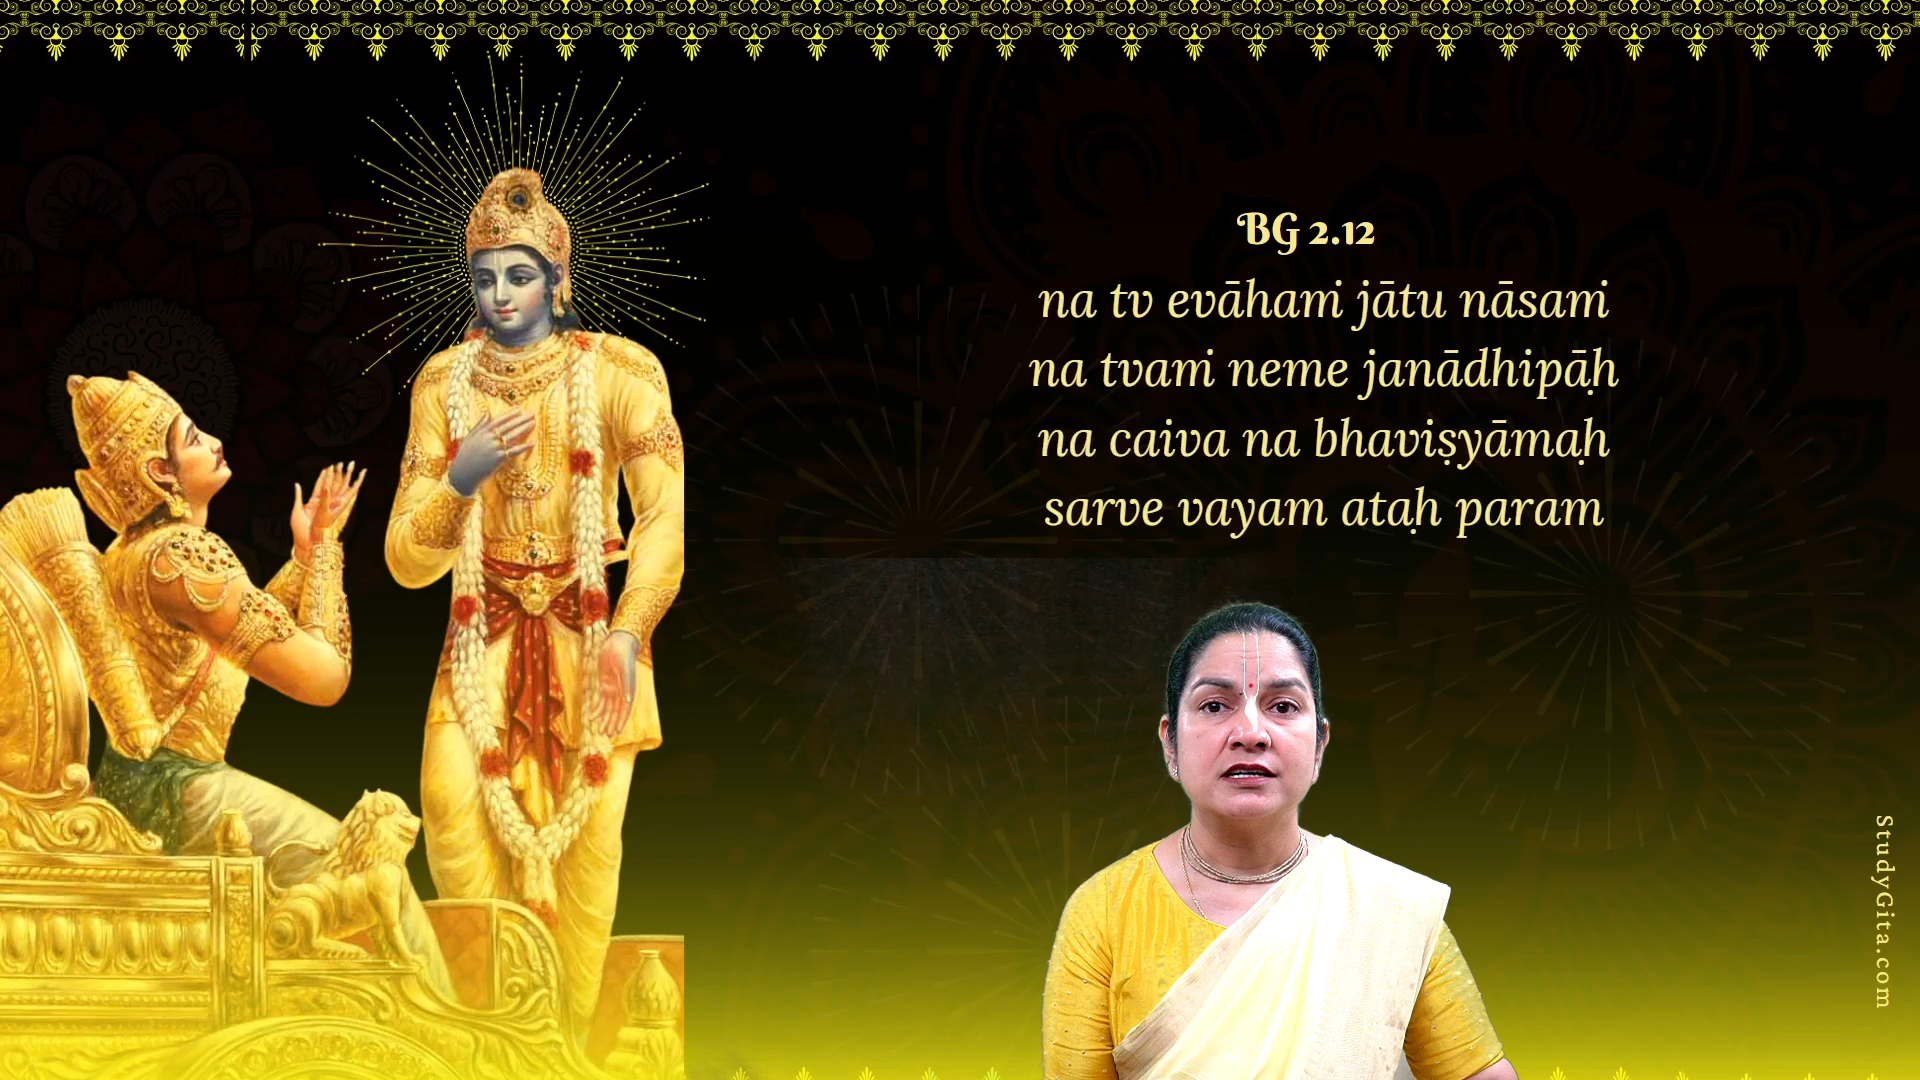 BG 2.12
na tv evāhaṁ jātu nāsaṁ
na tvaṁ neme janādhipāḥ
na caiva na bhaviṣyāmaḥ
sarve vayam ataḥ param
StudyGita.com